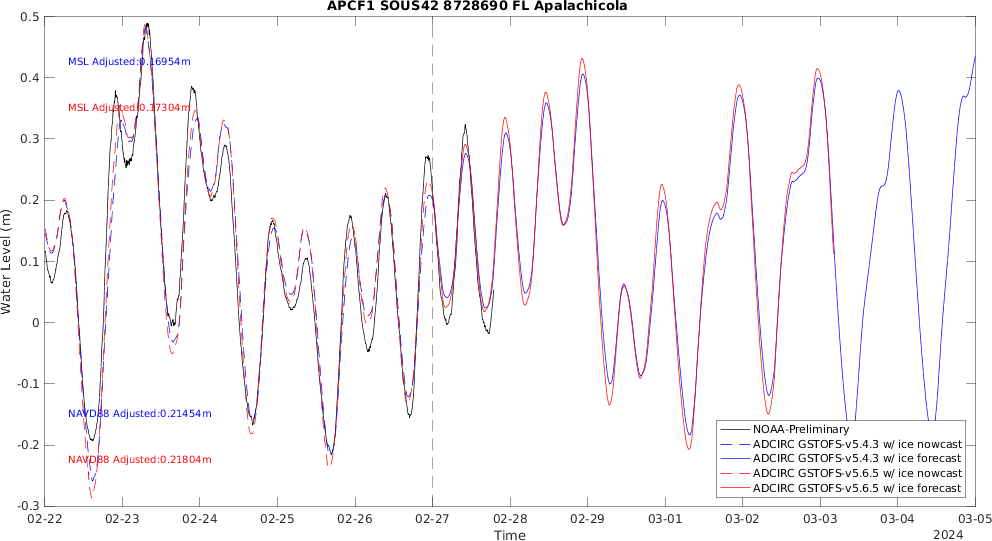 APCF1 SOUS42 8728690 FL Apalachicola
0.5
0.4
0.3
0.2
0.1
0
-0.1
-0.2
-0.3
Water Level (m)
MSL Adjusted:0.16954m
MSL Adjusted:0.17304m
NAVD88 Adjusted:0.21454m
NAVD88 Adjusted:0.21804m
NOAA-Preliminary
ADCIRC GSTOFS-v5.4.3 w/ ice nowcast
ADCIRC GSTOFS-v5.4.3 w/ ice forecast
ADCIRC GSTOFS-v5.6.5 w/ ice nowcast
ADCIRC GSTOFS-v5.6.5 w/ ice forecast
02-22 02-23 02-24 02-25 02-26 02-27 02-28 02-29 03-01 03-02 03-03 03-04 03-05
Time
2024